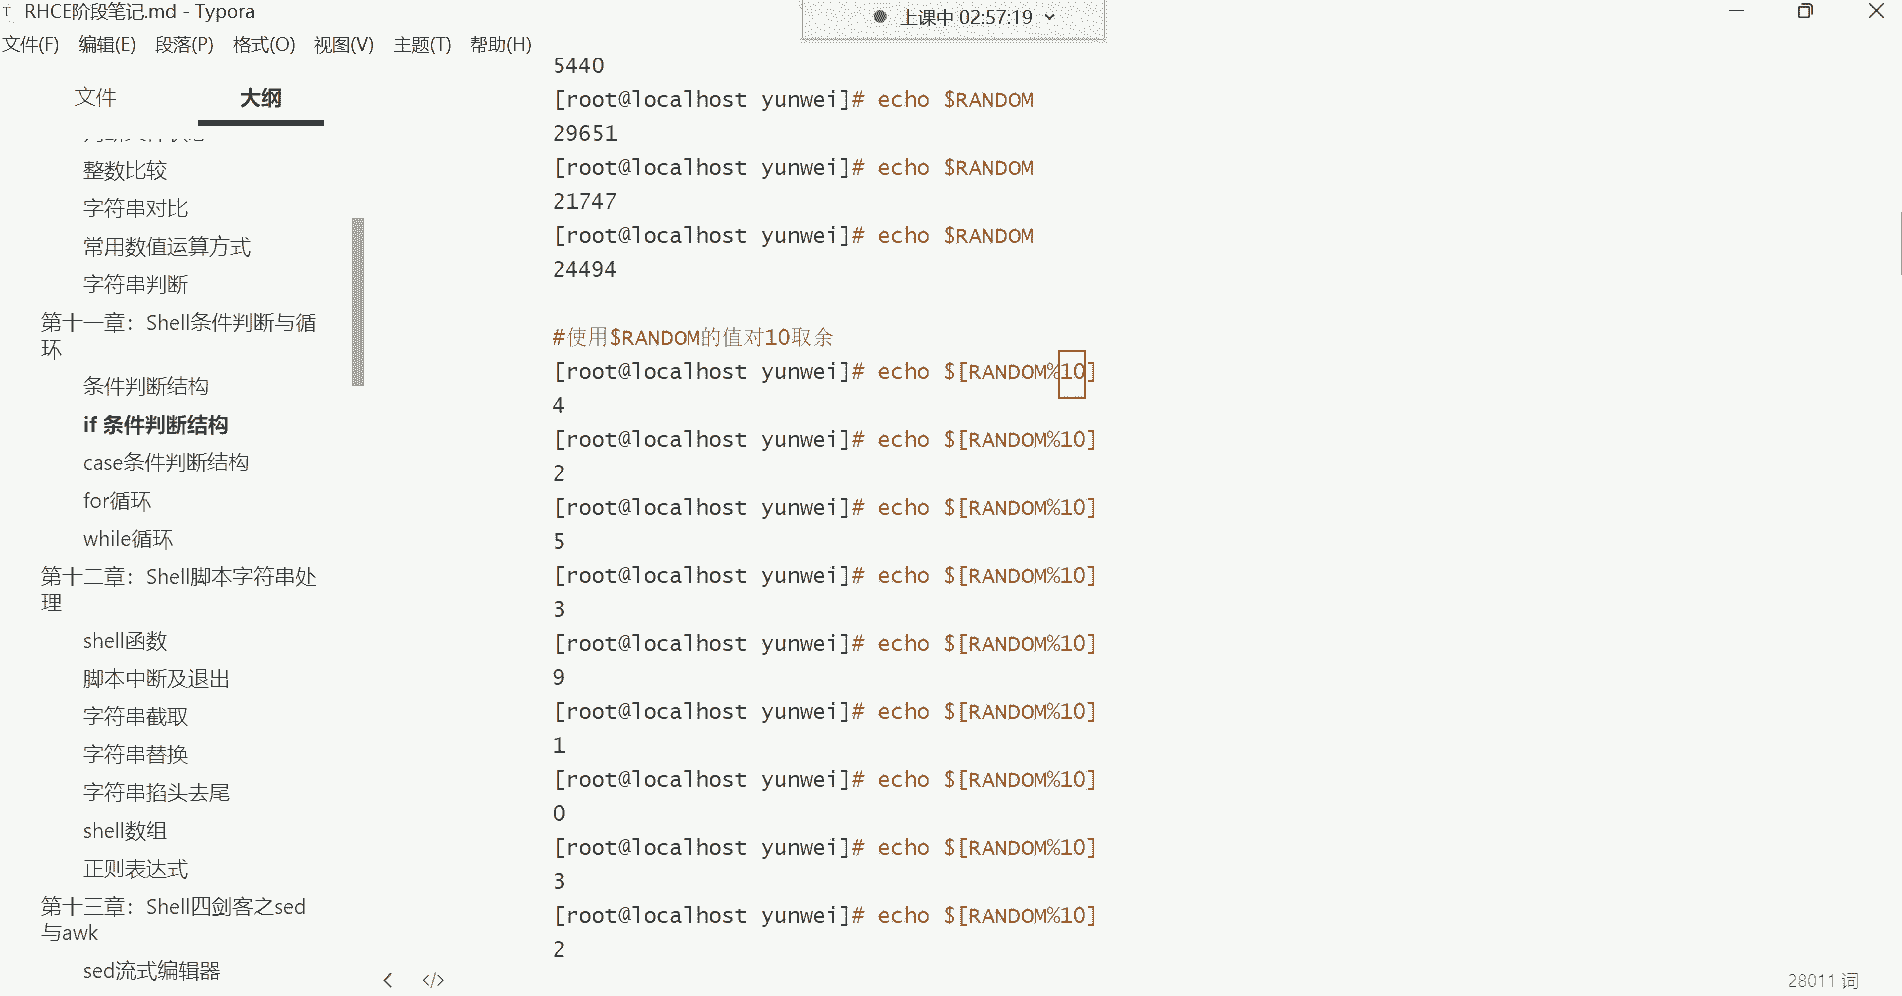 RHCE阶段笔记.md - Typora
上课中 02:57:19
文件(F) 编辑(E) 段落(P) 格式(O) 视图(V) 主题(T) 帮助(H)
文件 大纲
整数比较
字符串对比
常用数值运算方式
字符串判断
第十一章：Shell条件判断与循
环
条件判断结构
if 条件判断结构
case条件判断结构
for循环
while循环
第十二章：Shell脚本字符串处
理
shell函数
脚本中断及退出
字符串截取
字符串替换
字符串掐头去尾
shell数组
正则表达式
第十三章：Shell四剑客之sed
与awk
sed流式编辑器
5440
[root@localhost yunwei]# echo $RANDOM
29651
[root@localhost yunwei]# echo $RANDOM
21747
[root@localhost yunwei]# echo $RANDOM
24494
#使用$RANDOM的值对10取余
[root@localhost yunwei]# echo $[RANDOM%10]
4
[root@localhost yunwei]# echo $[RANDOM%10]
2
[root@localhost yunwei]# echo $[RANDOM%10]
5
[root@localhost yunwei]# echo $[RANDOM%10]
3
[root@localhost yunwei]# echo $[RANDOM%10]
9
[root@localhost yunwei]# echo $[RANDOM%10]
1
[root@localhost yunwei]# echo $[RANDOM%10]
0
[root@localhost yunwei]# echo $[RANDOM%10]
3
[root@localhost yunwei]# echo $[RANDOM%10]
2
28011 词